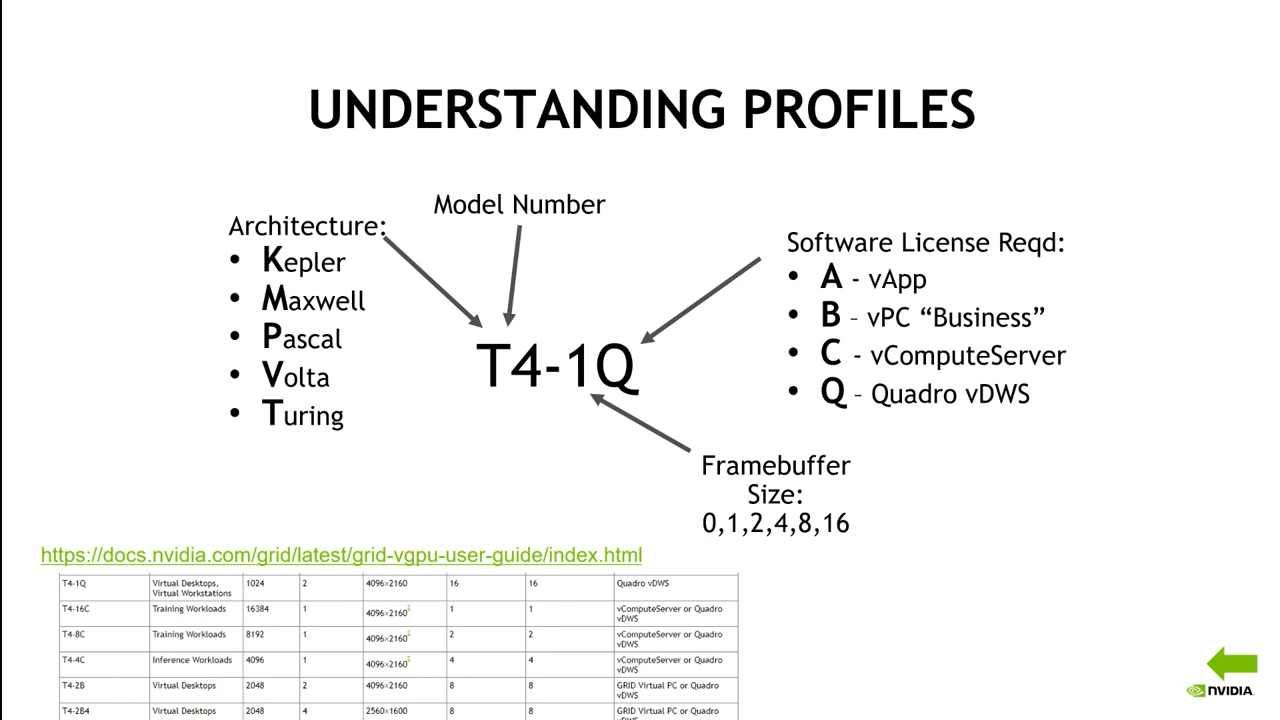 UNDERSTANDING PROFILES
Model Number
Architecture:
• Kepler
• Maxwell
• Pascal
• Volta
• Turing
T4-1Q
Software License Reqd:
• A - vApp
• B – vPC “Business”
• C - vComputeServer
• Q – Quadro vDWS
Framebuffer
Size:
0,1,2,4,8,16
https://docs.nvidia.com/grid/latest/grid-vgpu-user-guide/index.html
T4-1Q Virtual Desktops, 1024 2 4096×2160 16 16 Quadro vDWS
Virtual Workstations
T4-16C Training Workloads 16384 1 4096×2160 1 1 vComputeServer or Quadro
vDWS
T4-8C Training Workloads 8192 1 4096×2160 2 2 vComputeServer or Quadro
vDWS
T4-4C Inference Workloads 4096 1 4096×2160 4 4 vComputeServer or Quadro
vDWS
T4-2B Virtual Desktops 2048 2 4096×2160 8 8 GRID Virtual PC or Quadro
vDWS
T4-2B4 Virtual Desktops 2048 4 2560×1600 8 8 GRID Virtual PC or Quadro
NVIDIA